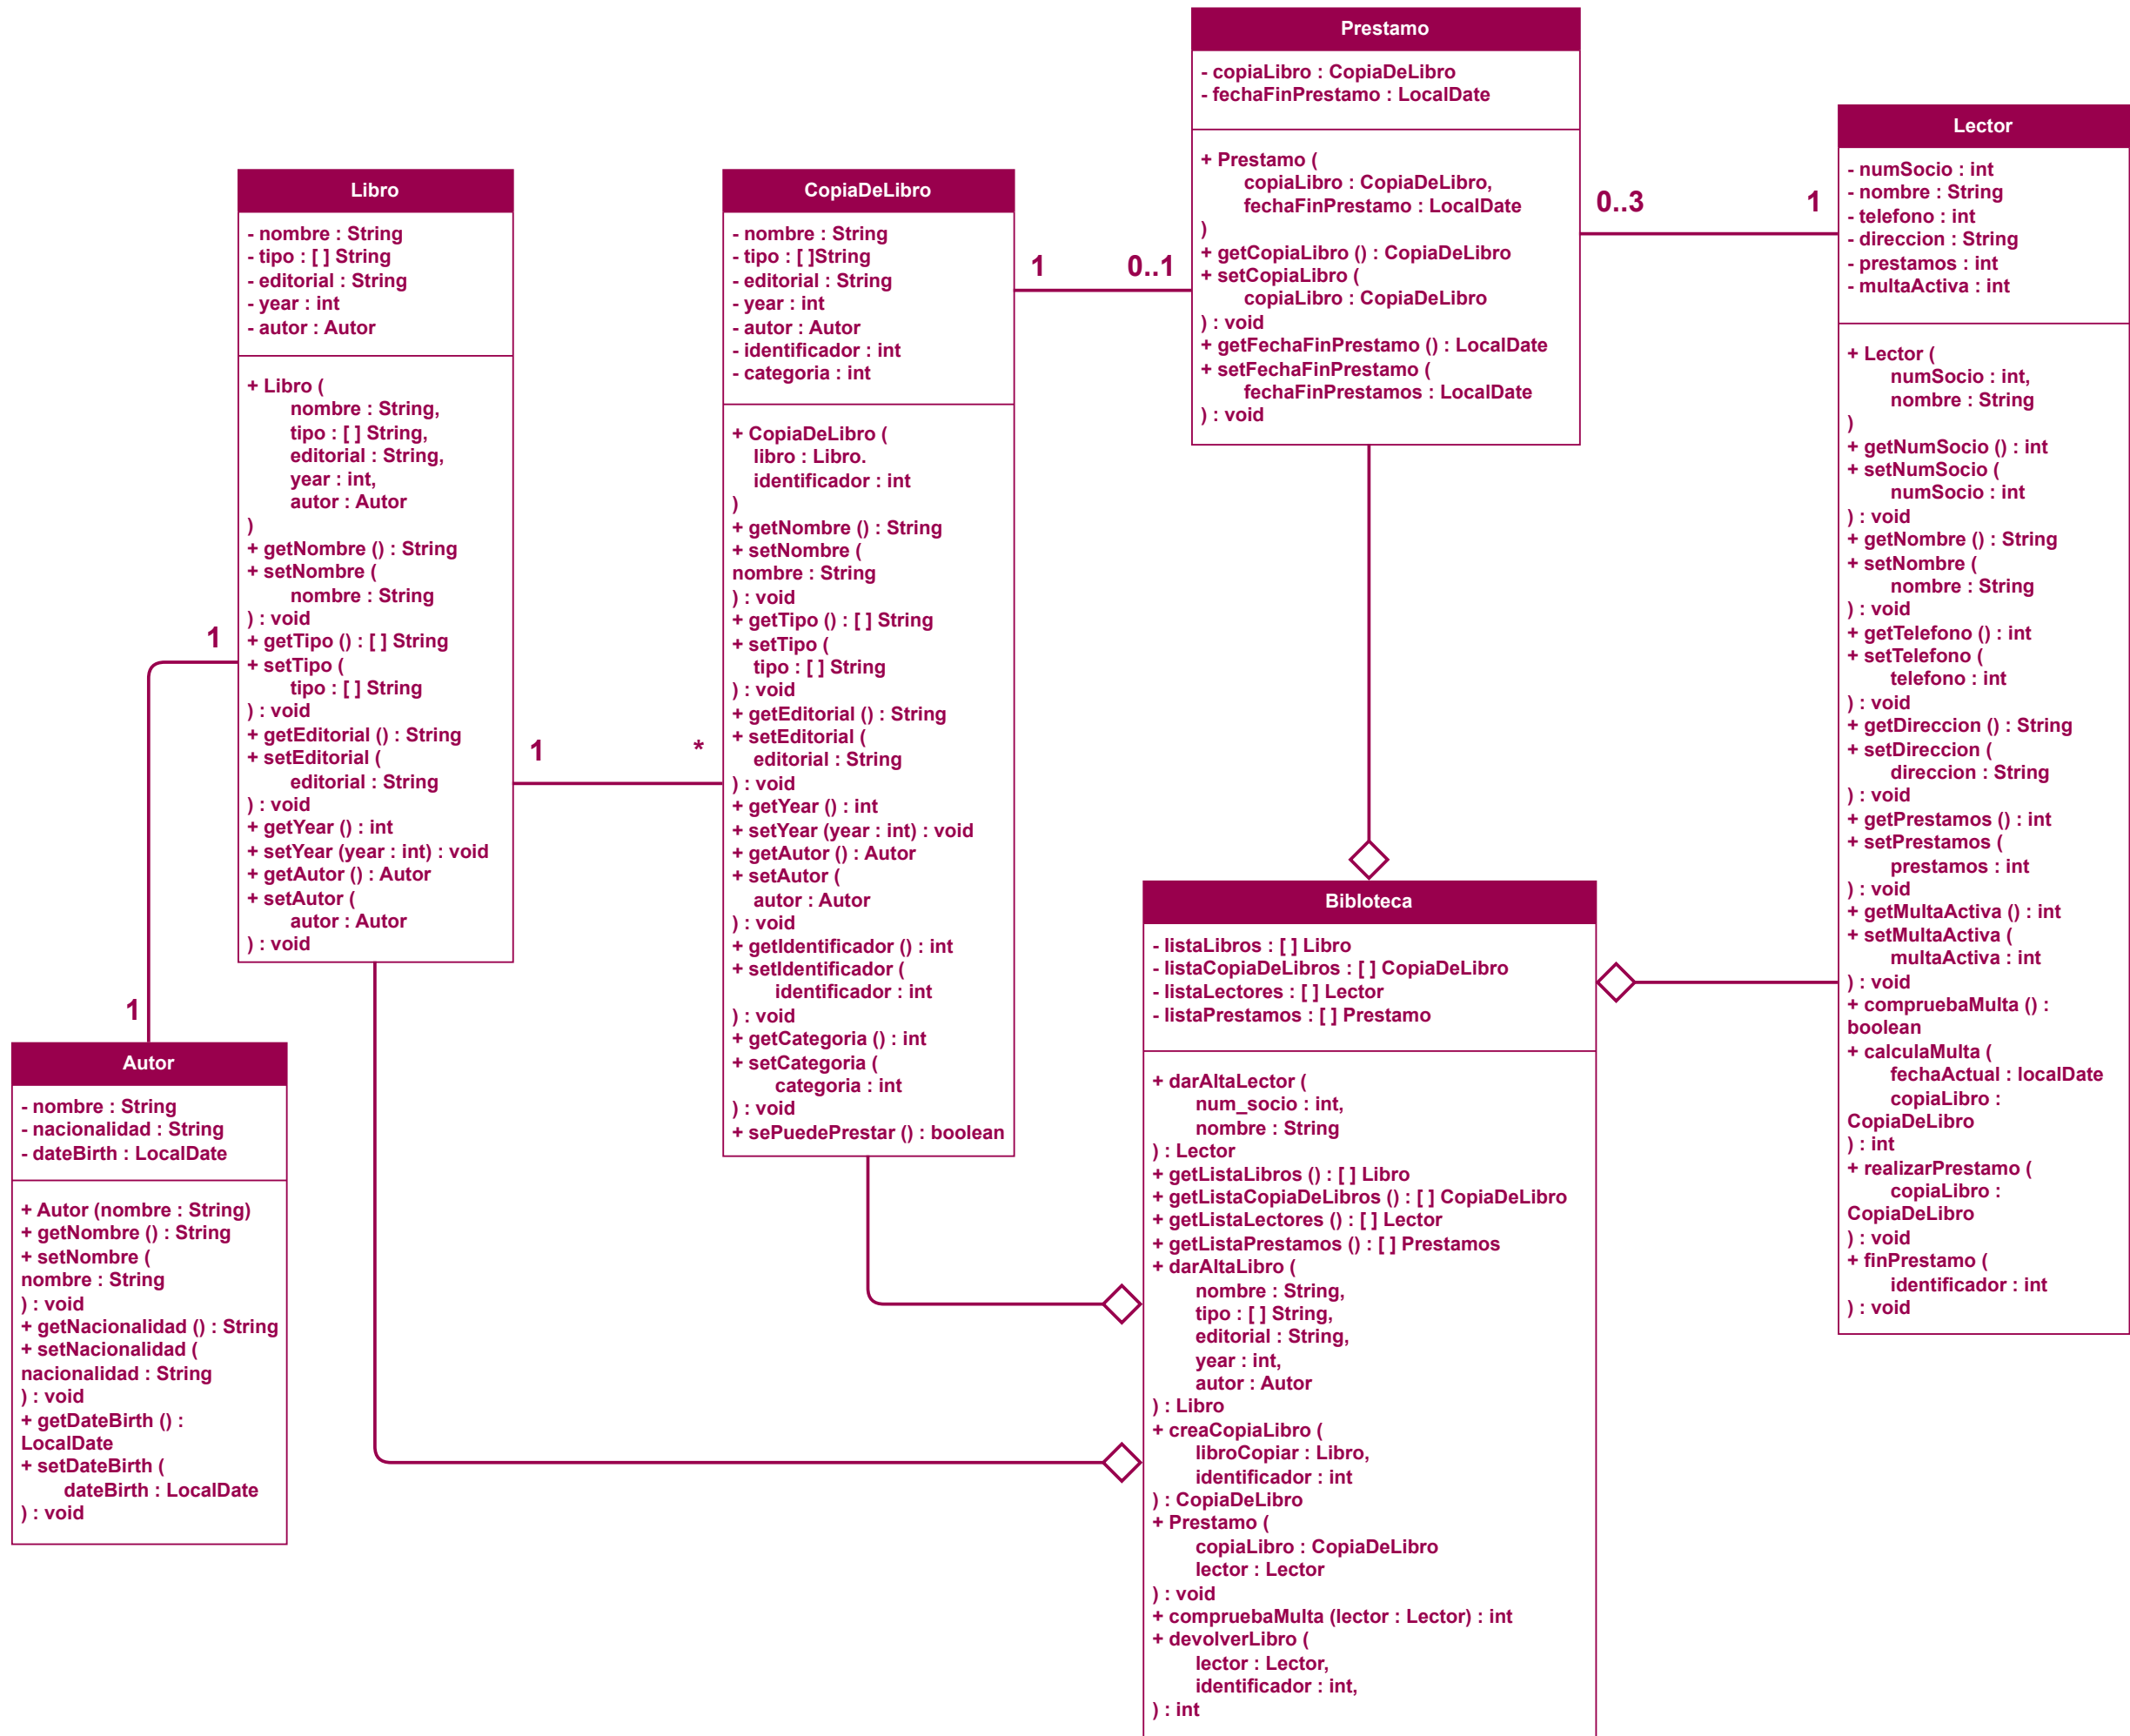 Prestamo
- copiaLibro : CopiaDeLibro
- fechaFinPrestamo : LocalDate
+ Prestamo (
copiaLibro : CopiaDeLibro,
fechaFinPrestamo : LocalDate
)
+ getCopiaLibro () : CopiaDeLibro
+ setCopiaLibro (
copiaLibro : CopiaDeLibro
) : void
+ getFechaFinPrestamo () : LocalDate
+ setFechaFinPrestamo (
fechaFinPrestamos : LocalDate
) : void
Lector
- numSocio : int
- nombre : String
- telefono : int
- direccion : String
- prestamos : int
- multaActiva : int
+ Lector (
numSocio : int,
nombre : String
)
+ getNumSocio () : int
+ setNumSocio (
numSocio : int
) : void
+ getNombre () : String
+ setNombre (
nombre : String
) : void
+ getTelefono () : int
+ setTelefono (
telefono : int
) : void
+ getDireccion () : String
+ setDireccion (
direccion : String
) : void
+ getPrestamos () : int
+ setPrestamos (
prestamos : int
) : void
+ getMultaActiva () : int
+ setMultaActiva (
multaActiva : int
) : void
+ compruebaMulta () :
boolean
+ calculaMulta (
fechaActual : localDate
copiaLibro :
CopiaDeLibro
) : int
+ realizarPrestamo (
copiaLibro :
CopiaDeLibro
) : void
+ finPrestamo (
identificador : int
) : void
0..3
1
Libro
- nombre : String
- tipo : [ ] String
- editorial : String
- year : int
- autor : Autor
+ Libro (
nombre : String,
tipo : [ ] String,
editorial : String,
year : int,
autor : Autor
)
+ getNombre () : String
+ setNombre (
nombre : String
) : void
+ getTipo () : [ ] String
+ setTipo (
tipo : [ ] String
) : void
+ getEditorial () : String
+ setEditorial (
editorial : String
) : void
+ getYear () : int
+ setYear (year : int) : void
+ getAutor () : Autor
+ setAutor (
autor : Autor
) : void
CopiaDeLibro
- nombre : String
- tipo : [ ]String
- editorial : String
- year : int
- autor : Autor
- identificador : int
- categoria : int
+ CopiaDeLibro (
libro : Libro.
identificador : int
)
+ getNombre () : String
+ setNombre (
nombre : String
) : void
+ getTipo () : [ ] String
+ setTipo (
tipo : [ ] String
) : void
+ getEditorial () : String
+ setEditorial (
editorial : String
) : void
+ getYear () : int
+ setYear (year : int) : void
+ getAutor () : Autor
+ setAutor (
autor : Autor
) : void
+ getIdentificador () : int
+ setIdentificador (
identificador : int
) : void
+ getCategoria () : int
+ setCategoria (
categoria : int
) : void
+ sePuedePrestar () : boolean
1
0..1
1
*
1
1
Autor
- nombre : String
- nacionalidad : String
- dateBirth : LocalDate
+ Autor (nombre : String)
+ getNombre () : String
+ setNombre (
nombre : String
) : void
+ getNacionalidad () : String
+ setNacionalidad (
nacionalidad : String
) : void
+ getDateBirth () :
LocalDate
+ setDateBirth (
dateBirth : LocalDate
) : void
Bibloteca
- listaLibros : [ ] Libro
- listaCopiaDeLibros : [ ] CopiaDeLibro
- listaLectores : [ ] Lector
- listaPrestamos : [ ] Prestamo
+ darAltaLector (
num_socio : int,
nombre : String
) : Lector
+ getListaLibros () : [ ] Libro
+ getListaCopiaDeLibros () : [ ] CopiaDeLibro
+ getListaLectores () : [ ] Lector
+ getListaPrestamos () : [ ] Prestamos
+ darAltaLibro (
nombre : String,
tipo : [ ] String,
editorial : String,
year : int,
autor : Autor
) : Libro
+ creaCopiaLibro (
libroCopiar : Libro,
identificador : int
) : CopiaDeLibro
+ Prestamo (
copiaLibro : CopiaDeLibro
lector : Lector
) : void
+ compruebaMulta (lector : Lector) : int
+ devolverLibro (
lector : Lector,
identificador : int,
) : int